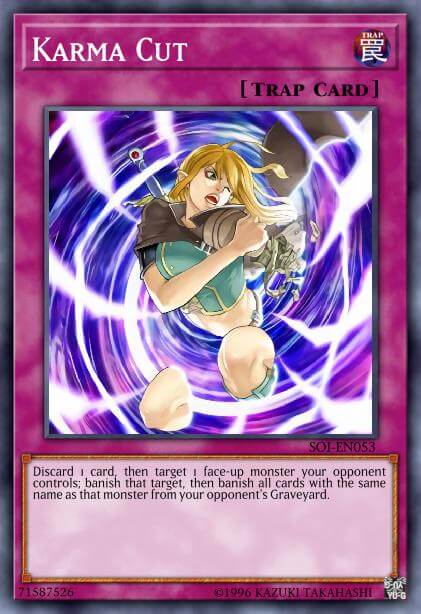 Karma Cut
TRAP
罠
[Trap Card]
SOI-EN053
Discard 1 card, then target 1 face-up monster your opponent
controls; banish that target, then banish all cards with the same
name as that monster from your opponent's Graveyard.
71587526
©1996 KAZUKI TAKAHASHI